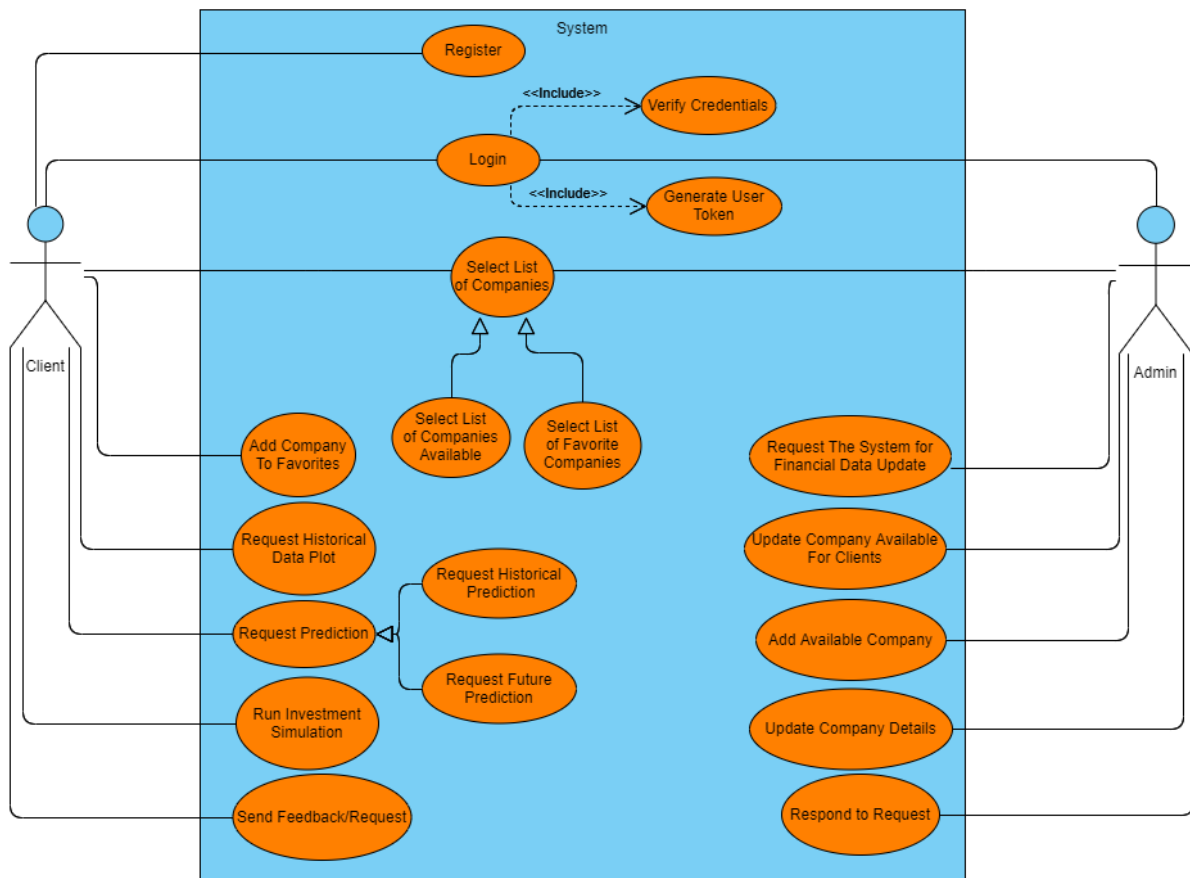 System
Register
<<Include>>
Verify Credentials
Login
<<Include>>
Generate User
Token
Select List
of Companies
Client
Admin
Select List
of Companies
Available
Select List
of Favorite
Companies
Add Company
To Favorites
Request The System for
Financial Data Update
Request Historical
Data Plot
Update Company Available
For Clients
Request Historical
Prediction
Request Prediction
Add Available Company
Request Future
Prediction
Run Investment
Simulation
Update Company Details
Send Feedback/Request
Respond to Request